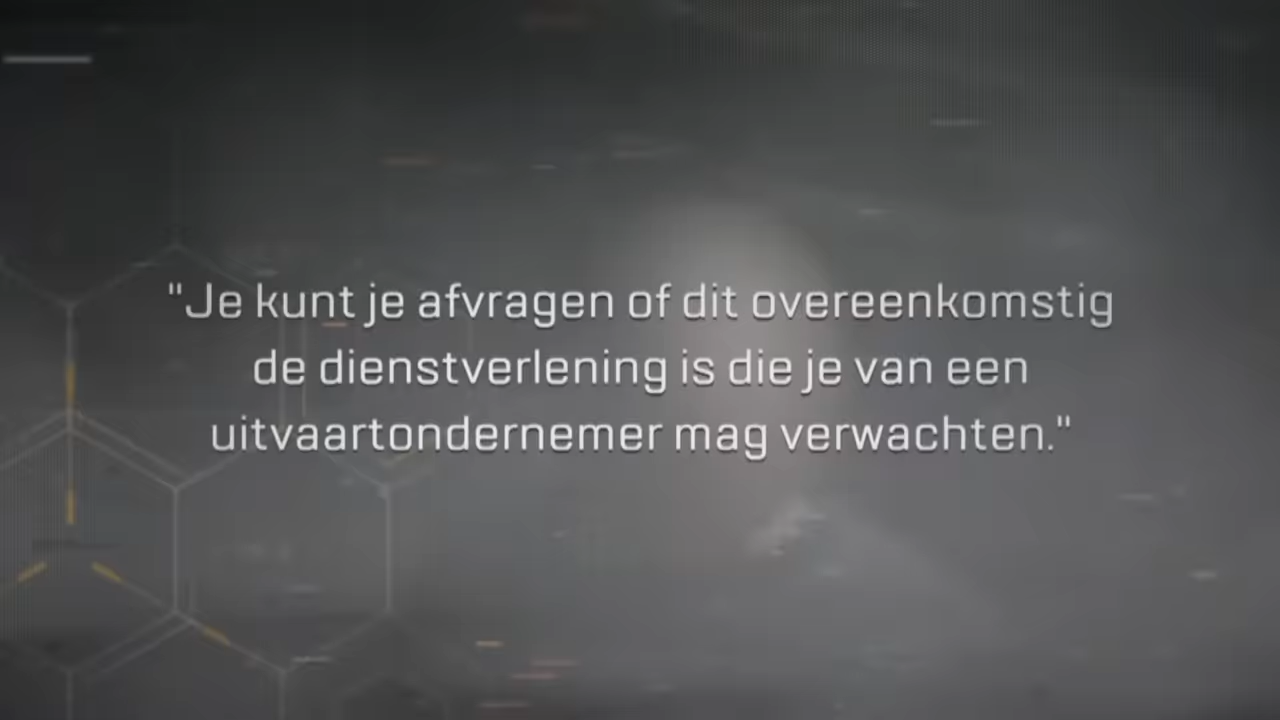 "Je kunt je afvragen of dit overeenkomstig
de dienstverlening is die je van een
uitvaartondernemer mag verwachten."